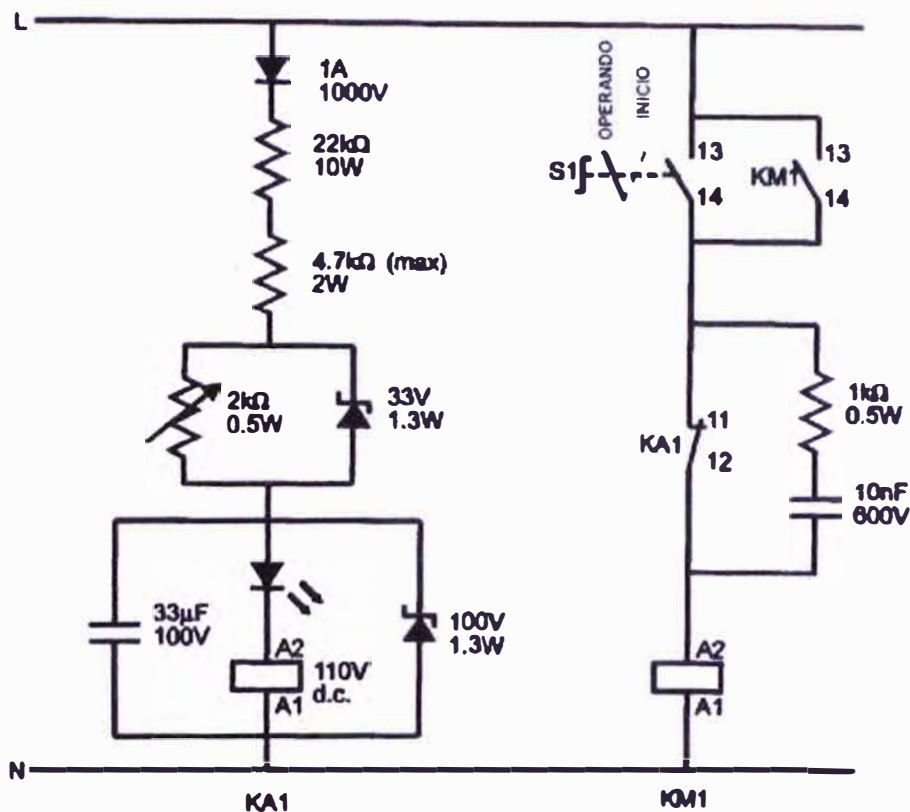 L
1A
1000V
22kΩ
10W
4.7kΩ (max)
2W
2kΩ
0.5W
33V
1.3W
33µF
100V
A2
A1
110V
d.c.
100V
1.3W
N
KA1
OPERANDO
INICIO
S1
13
14
KM1
13
14
KA1
11
12
1kΩ
0.5W
10nF
600V
A2
A1
KM1